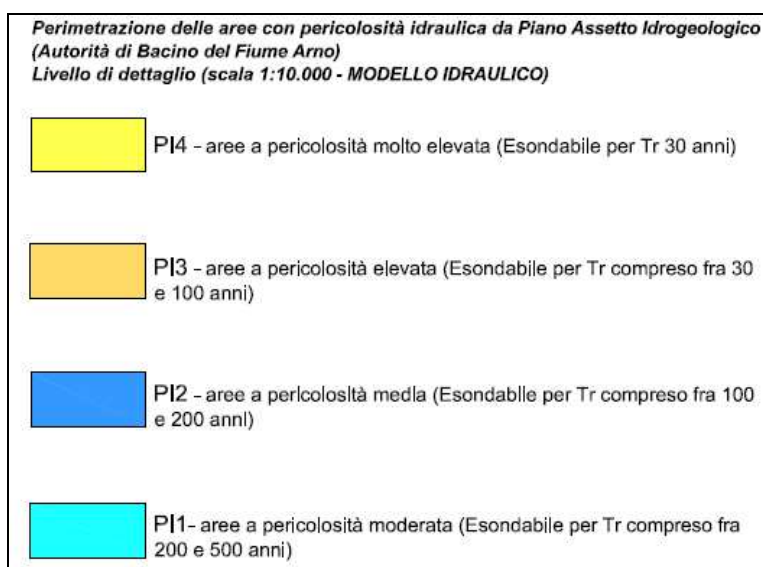 Perimetrazione delle aree con pericolosità idraulica da Piano Assetto Idrogeologico
(Autorità di Bacino del Fiume Arno)
Livello di dettaglio (scala 1:10.000 - MODELLO IDRAULICO)
PI4 - aree a pericolosità molto elevata (Esondabile per Tr 30 anni)
PI3 - aree a pericolosità elevata (Esondabile per Tr compreso fra 30
e 100 anni)
PI2 - aree a pericolosità media (Esondabile per Tr compreso fra 100
e 200 anni)
PI1- aree a pericolosità moderata (Esondabile per Tr compreso fra
200 e 500 anni)